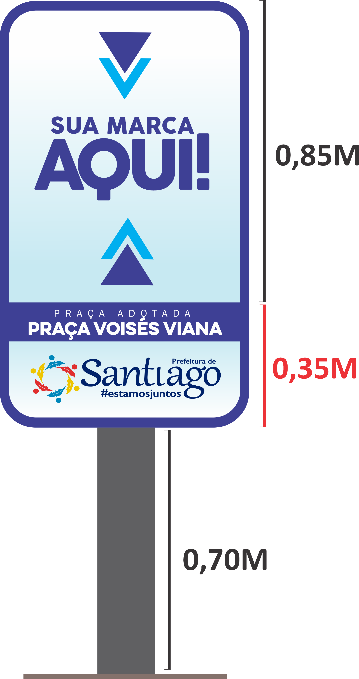 SUA MARCA
AQUI!
0,85M
PRAÇA ADOTADA
PRAÇA VOISÉS VIANA
Prefeitura de
Santiago
#estamosjuntos
0,35M
0,70M